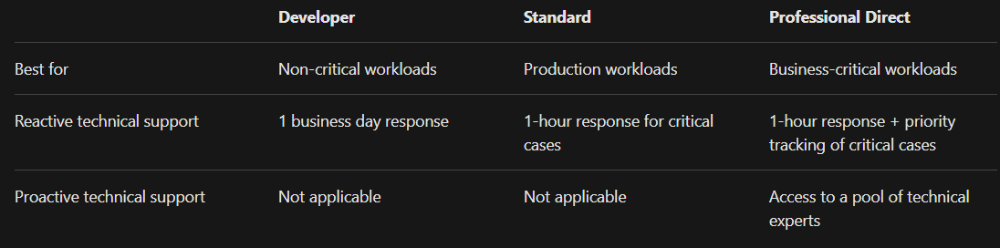 Developer Standard Professional Direct
Best for Non-critical workloads Production workloads Business-critical workloads
Reactive technical support 1 business day response 1-hour response for critical cases 1-hour response + priority tracking of critical cases
Proactive technical support Not applicable Not applicable Access to a pool of technical experts